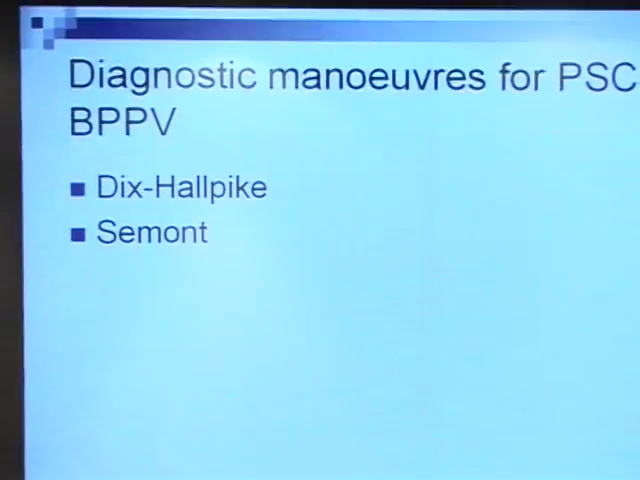 Diagnostic manoeuvres for PSC
BPPV
Dix-Hallpike
Semont